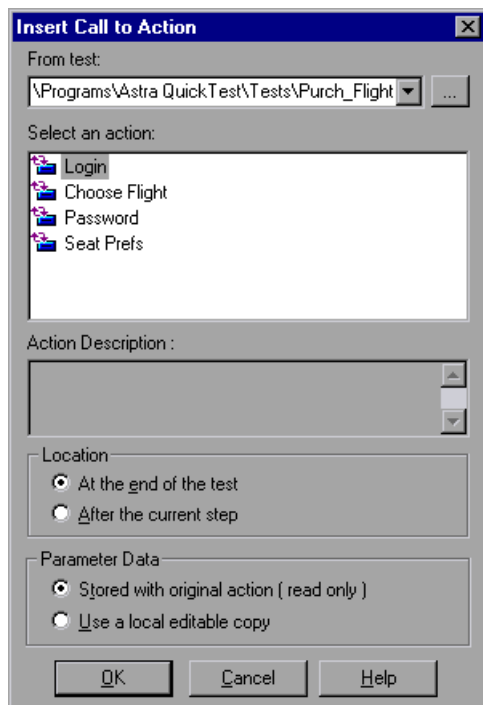 Insert Call to Action
From test:
\Programs\Astra QuickTest\Tests\Purch_Flight
...
Select an action:
Login
Choose Flight
Password
Seat Prefs
Action Description :
Location
At the end of the test
After the current step
Parameter Data
Stored with original action ( read only )
Use a local editable copy
OK Cancel Help